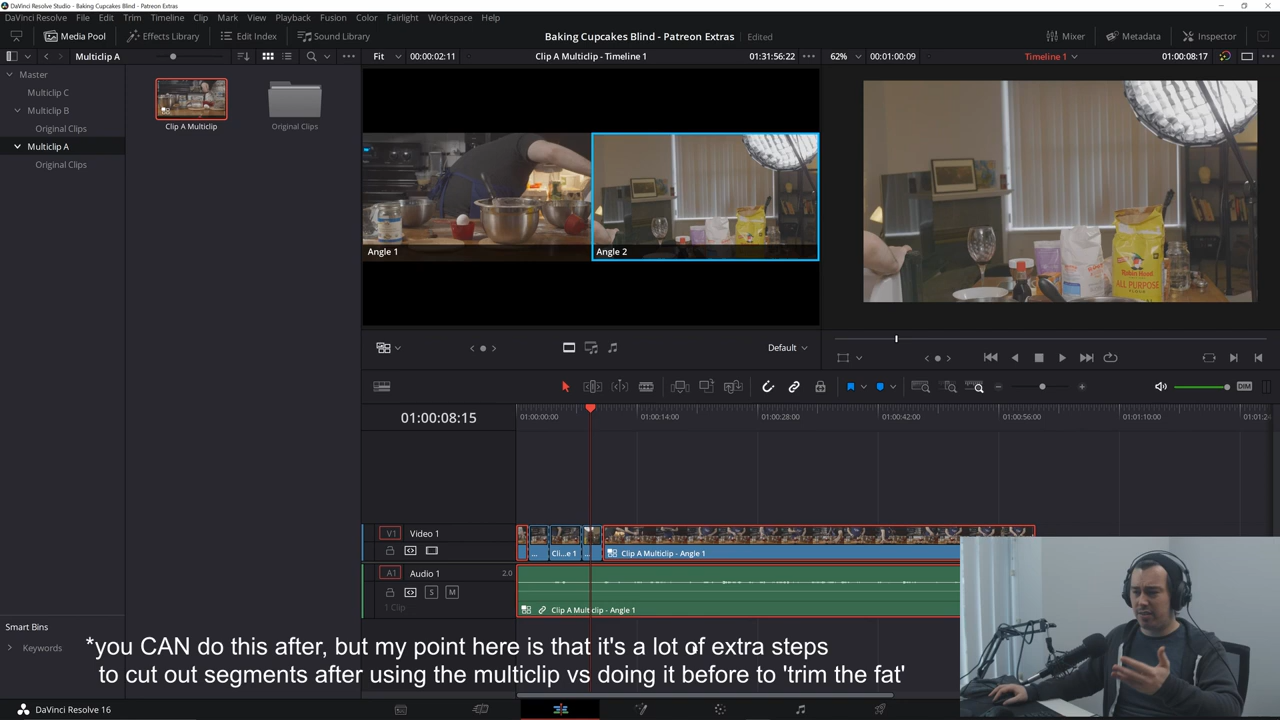 DaVinci Resolve Studio - Baking Cupcakes Blind - Patreon Extras
DaVinci Resolve File Edit Trim Timeline Clip Mark View Playback Fusion Color Fairlight Workspace Help
Media Pool Effects Library Edit Index Sound Library Baking Cupcakes Blind - Patreon Extras Edited Mixer Metadata Inspector
Multiclip A Fit 00:00:02:11 Clip A Multiclip - Timeline 1 01:31:56:22 62% 00:01:00:09 Timeline 1 01:00:08:17
Master
Multiclip C
Multiclip B
Original Clips
Multiclip A
Original Clips
Clip A Multiclip
Original Clips
Angle 1
Angle 2
Robin Hood
ALL PURPOSE
Default
DIM
01:00:08:15
01:00:00:00 01:00:14:00 01:00:28:00 01:00:42:00 01:00:56:00 01:01:10:00 01:01:2
V1 Video 1
... Cli...e 1 ... Clip A Multiclip - Angle 1
A1 Audio 1 2.0
S M
1 Clip
Clip A Multiclip - Angle 1
Smart Bins
Keywords
*you CAN do this after, but my point here is that it's a lot of extra steps
to cut out segments after using the multiclip vs doing it before to 'trim the fat'
DaVinci Resolve 16